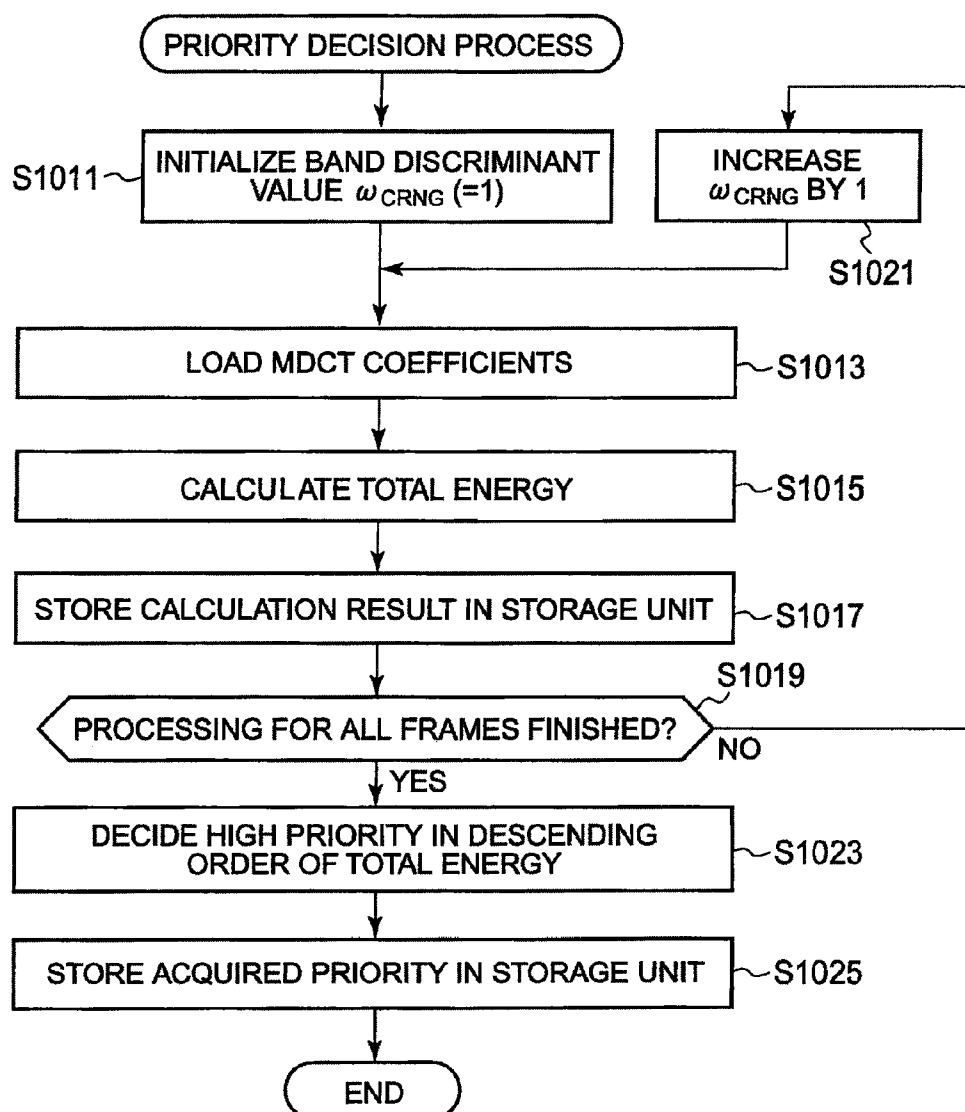 PRIORITY DECISION PROCESS
S1011
INITIALIZE BAND DISCRIMINANT
VALUE ωCRNG (=1)
INCREASE
ωCRNG BY 1
S1021
LOAD MDCT COEFFICIENTS
S1013
CALCULATE TOTAL ENERGY
S1015
STORE CALCULATION RESULT IN STORAGE UNIT
S1017
S1019
PROCESSING FOR ALL FRAMES FINISHED?
NO
YES
DECIDE HIGH PRIORITY IN DESCENDING
ORDER OF TOTAL ENERGY
S1023
STORE ACQUIRED PRIORITY IN STORAGE UNIT
S1025
END